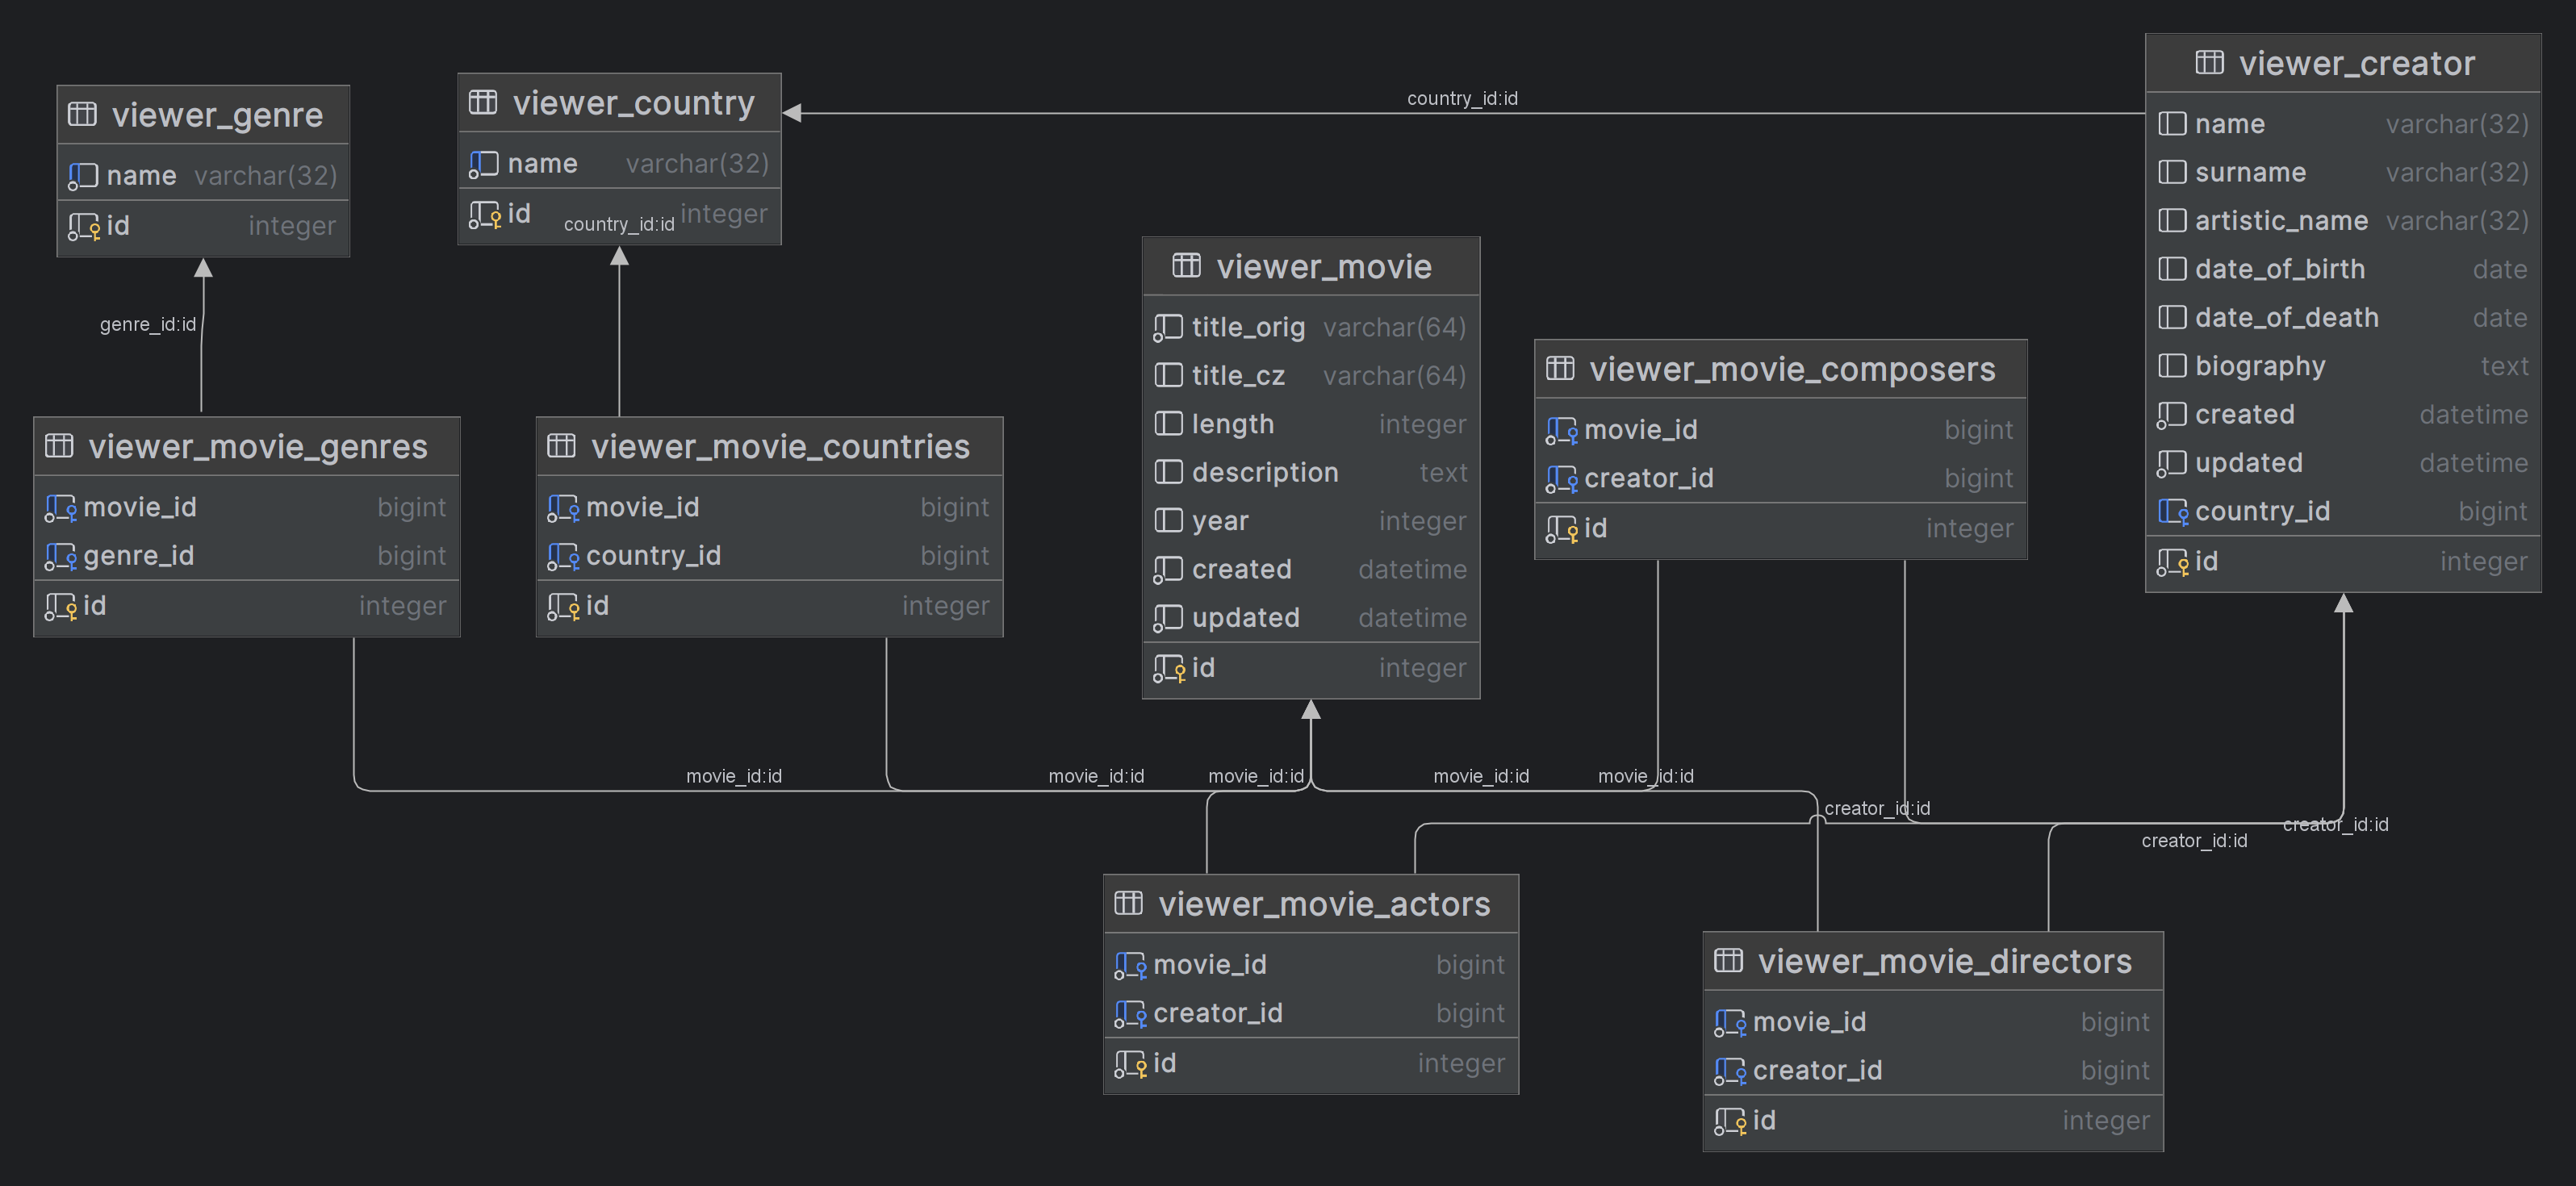 viewer_genre
name varchar(32)
id integer
viewer_country
name varchar(32)
id integer
country_id:id
country_id:id
viewer_creator
name varchar(32)
surname varchar(32)
artistic_name varchar(32)
date_of_birth date
date_of_death date
biography text
created datetime
updated datetime
country_id bigint
id integer
genre_id:id
viewer_movie
title_orig varchar(64)
title_cz varchar(64)
length integer
description text
year integer
created datetime
updated datetime
id integer
viewer_movie_composers
movie_id bigint
creator_id bigint
id integer
viewer_movie_genres
movie_id bigint
genre_id bigint
id integer
viewer_movie_countries
movie_id bigint
country_id bigint
id integer
movie_id:id
movie_id:id
movie_id:id
movie_id:id
movie_id:id
creator_id:id
creator_id:id
creator_id:id
viewer_movie_actors
movie_id bigint
creator_id bigint
id integer
viewer_movie_directors
movie_id bigint
creator_id bigint
id integer